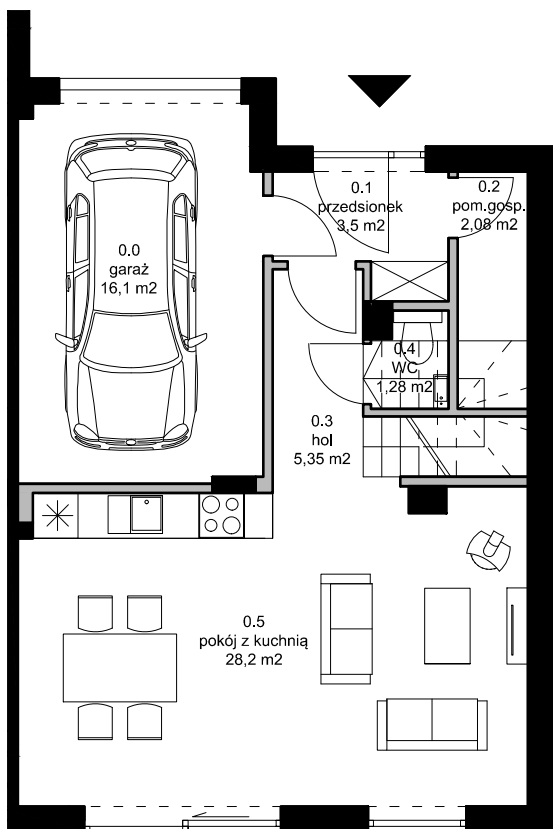 0.1
przedsionek
3,5 m2
0.2
pom.gosp.
2,08 m2
0.0
garaż
16,1 m2
0.4
WC
1,28 m2
0.3
hol
5,35 m2
0.5
pokój z kuchnią
28,2 m2